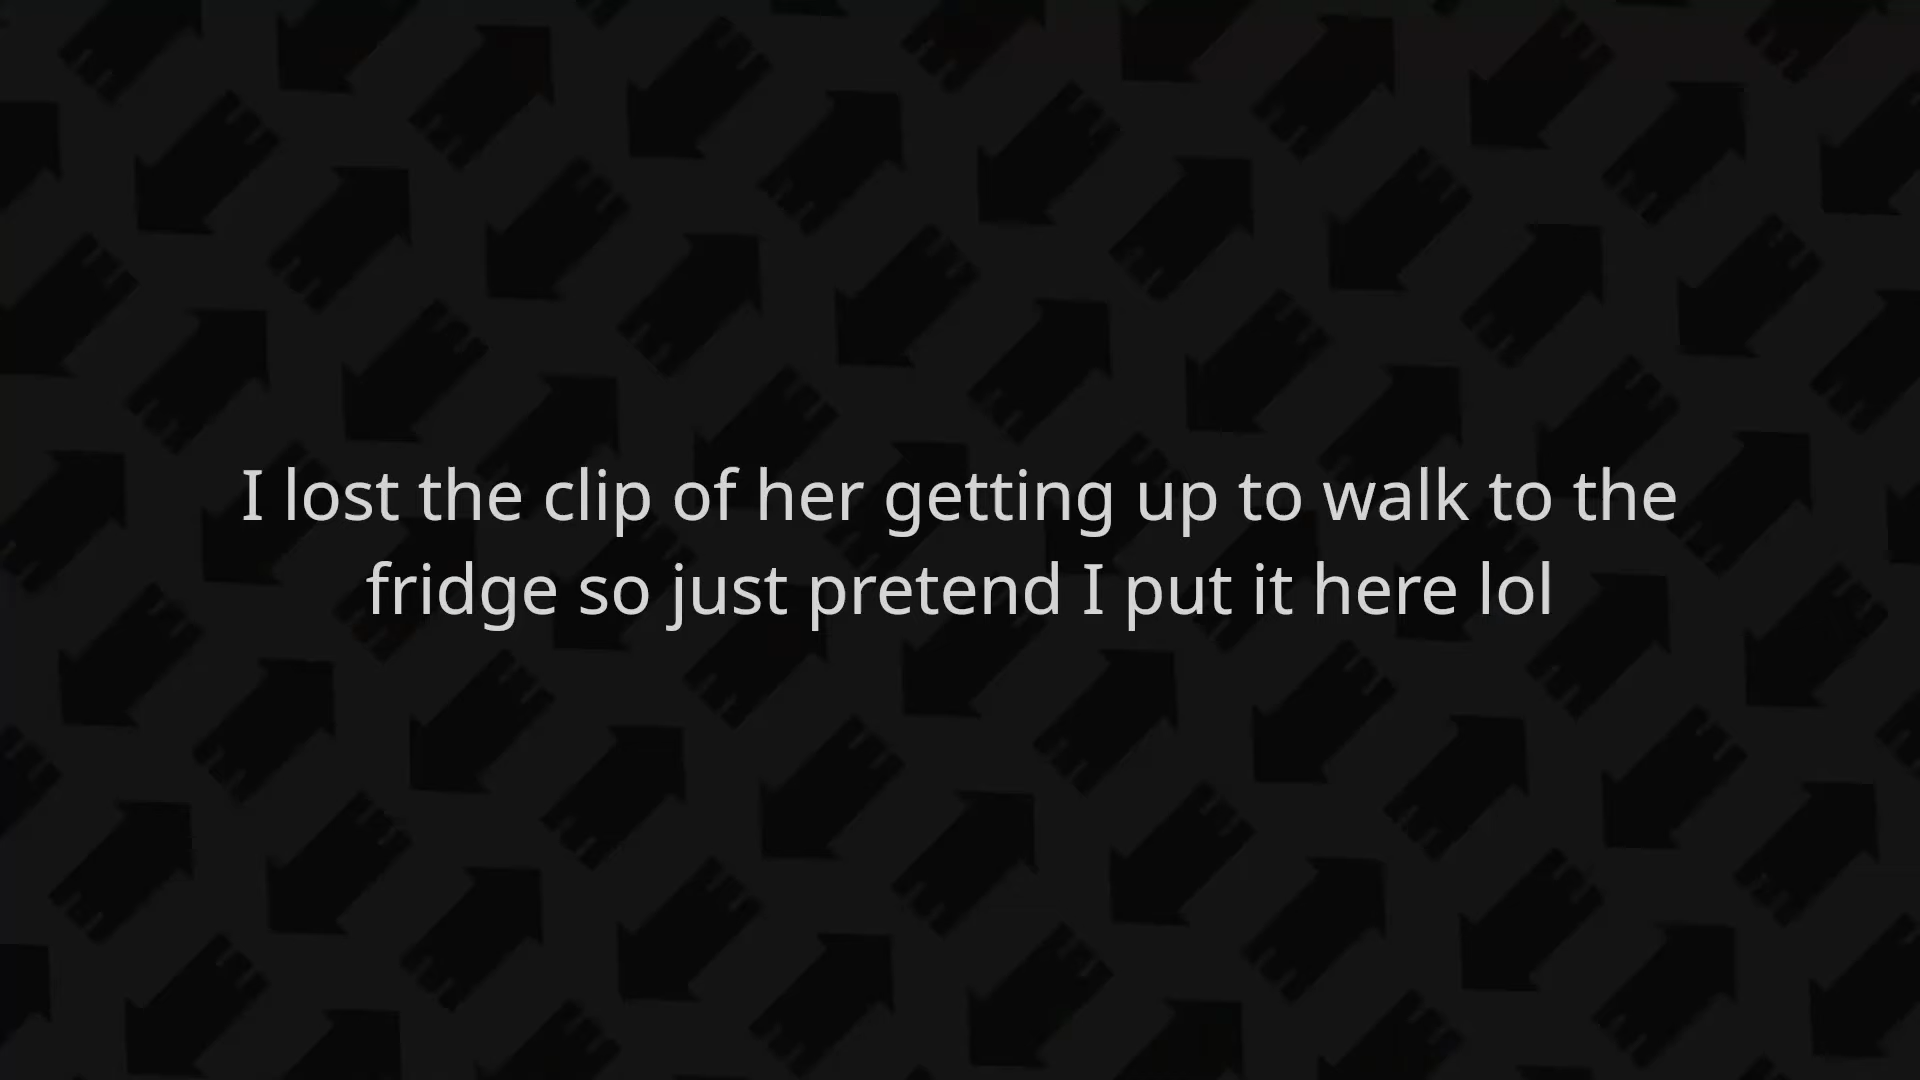 I lost the clip of her getting up to walk to the
fridge so just pretend I put it here lol